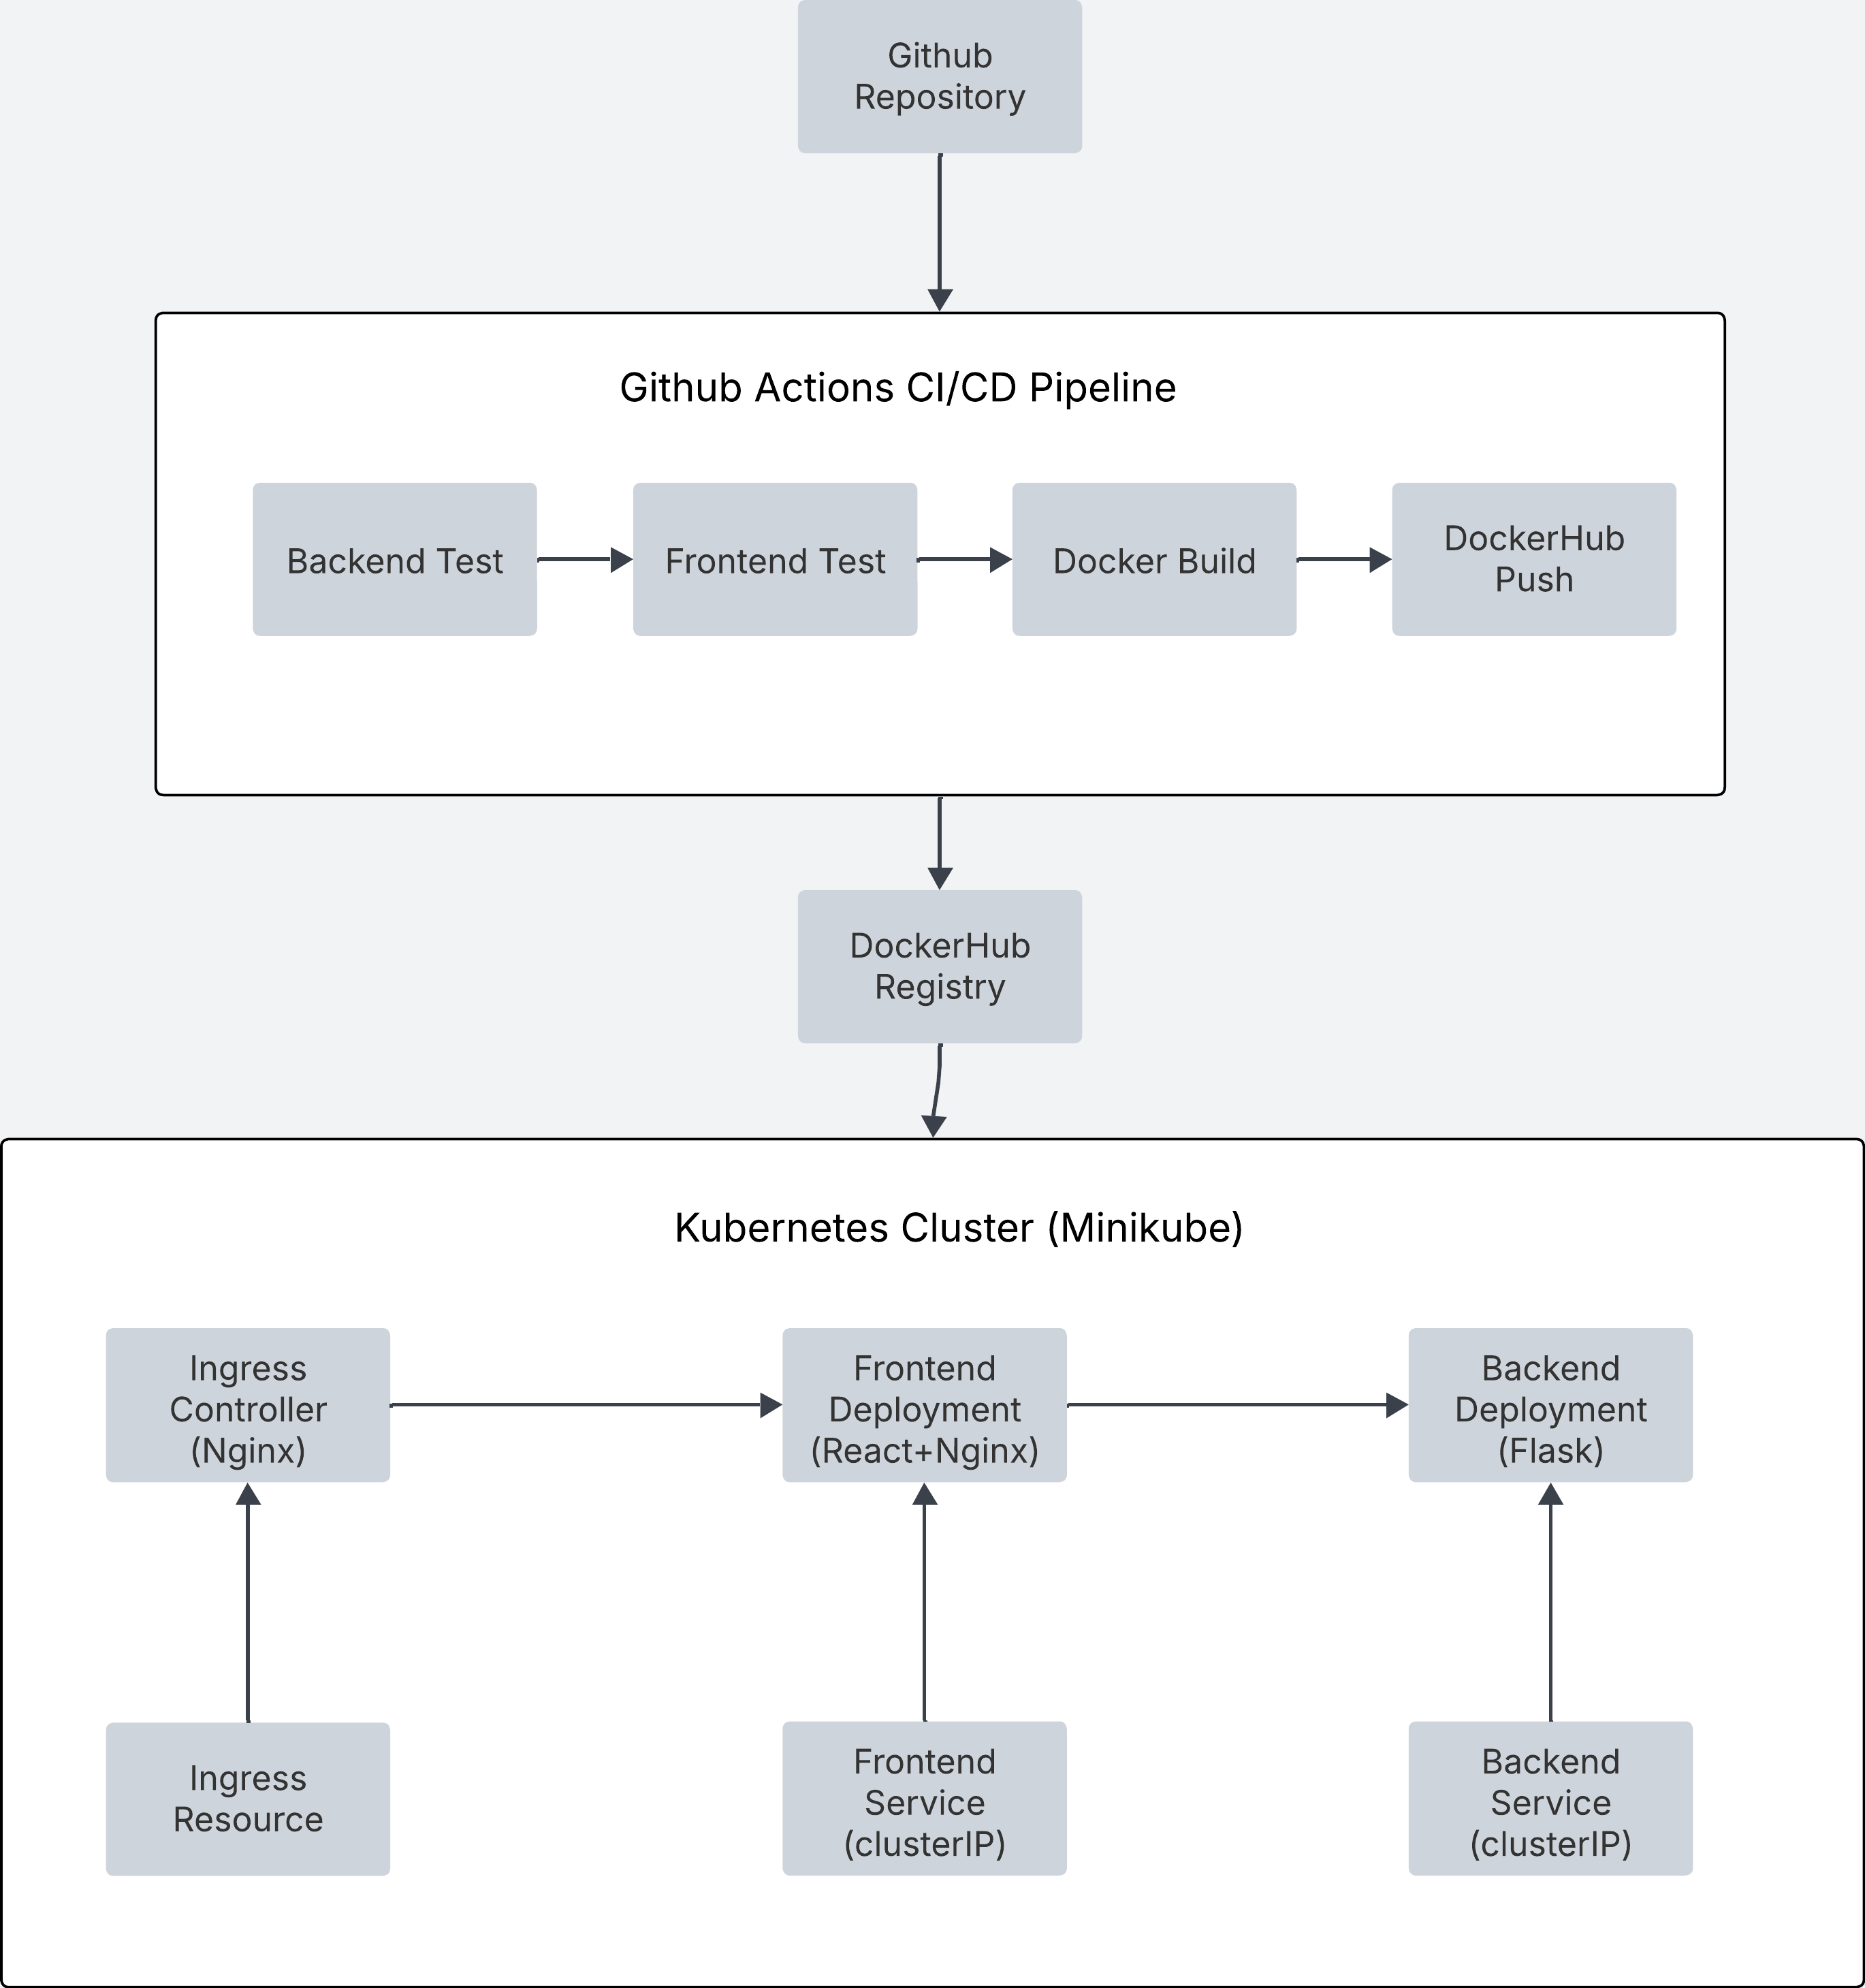 Github
Repository
Github Actions CI/CD Pipeline
Backend Test
Frontend Test
Docker Build
DockerHub
Push
DockerHub
Registry
Kubernetes Cluster (Minikube)
Ingress
Controller
(Nginx)
Frontend
Deployment
(React+Nginx)
Backend
Deployment
(Flask)
Ingress
Resource
Frontend
Service
(clusterIP)
Backend
Service
(clusterIP)